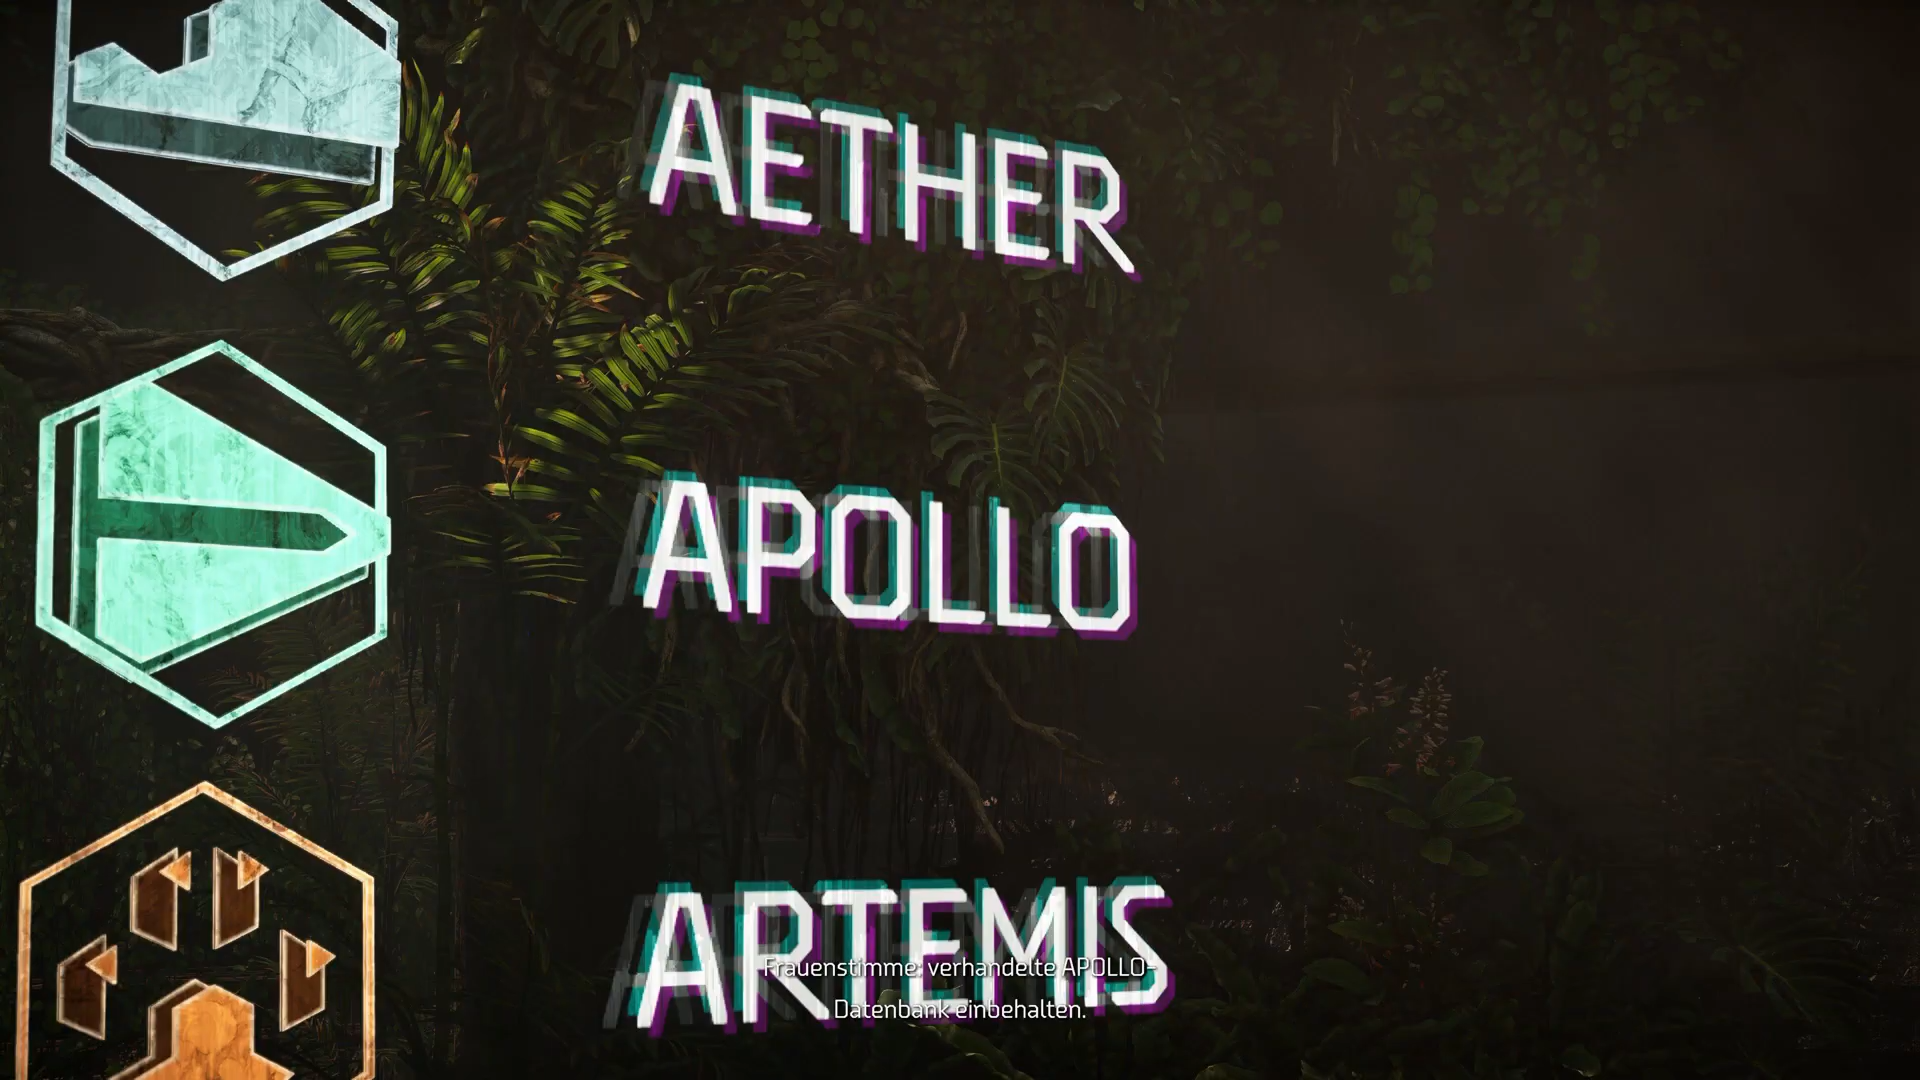 AETHER
APOLLO
ARTEMIS
Frauenstimme: verhandelte APOLLO-
Datenbank einbehalten.